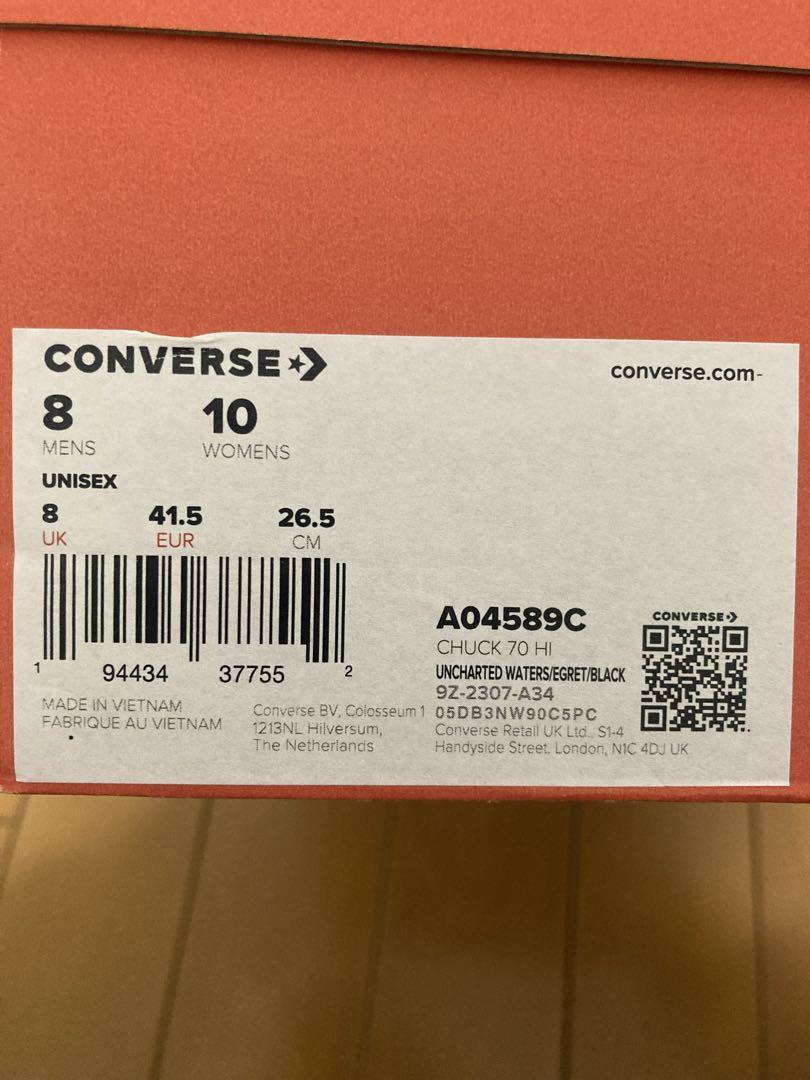 CONVERSE
converse.com-
8 10
MENS WOMENS
UNISEX
8 41.5 26.5
UK EUR CM
1 94434 37755 2
MADE IN VIETNAM
FABRIQUE AU VIETNAM
Converse BV, Colosseum 1
1213NL Hilversum,
The Netherlands
A04589C
CHUCK 70 HI
UNCHARTED WATERS/EGRET/BLACK
9Z-2307-A34
05DB3NW90C5PC
Converse Retail UK Ltd., S1-4
Handyside Street, London, N1C 4DJ UK
CONVERSE